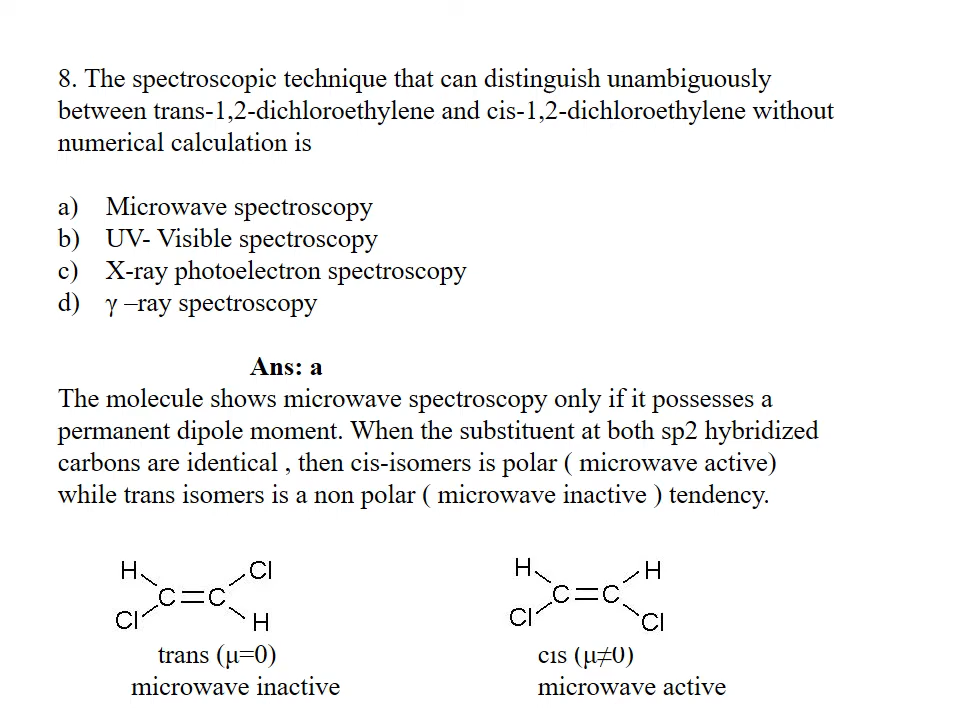 8. The spectroscopic technique that can distinguish unambiguously
between trans-1,2-dichloroethylene and cis-1,2-dichloroethylene without
numerical calculation is
a) Microwave spectroscopy
b) UV- Visible spectroscopy
c) X-ray photoelectron spectroscopy
d) γ –ray spectroscopy
Ans: a
The molecule shows microwave spectroscopy only if it possesses a
permanent dipole moment. When the substituent at both sp2 hybridized
carbons are identical , then cis-isomers is polar ( microwave active)
while trans isomers is a non polar ( microwave inactive ) tendency.
H Cl
C=C
Cl H
trans (μ=0)
microwave inactive
H H
C=C
Cl Cl
cis (μ≠0)
microwave active